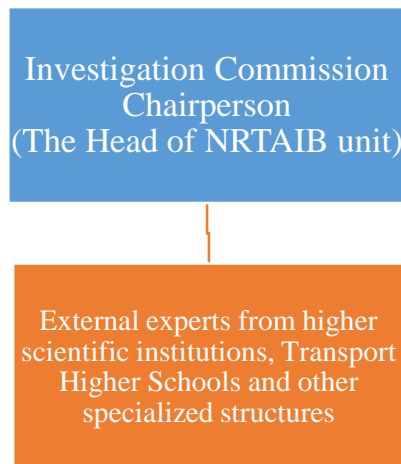 Investigation Commission
Chairperson
(The Head of NRTAIB unit)
External experts from higher
scientific institutions, Transport
Higher Schools and other
specialized structures